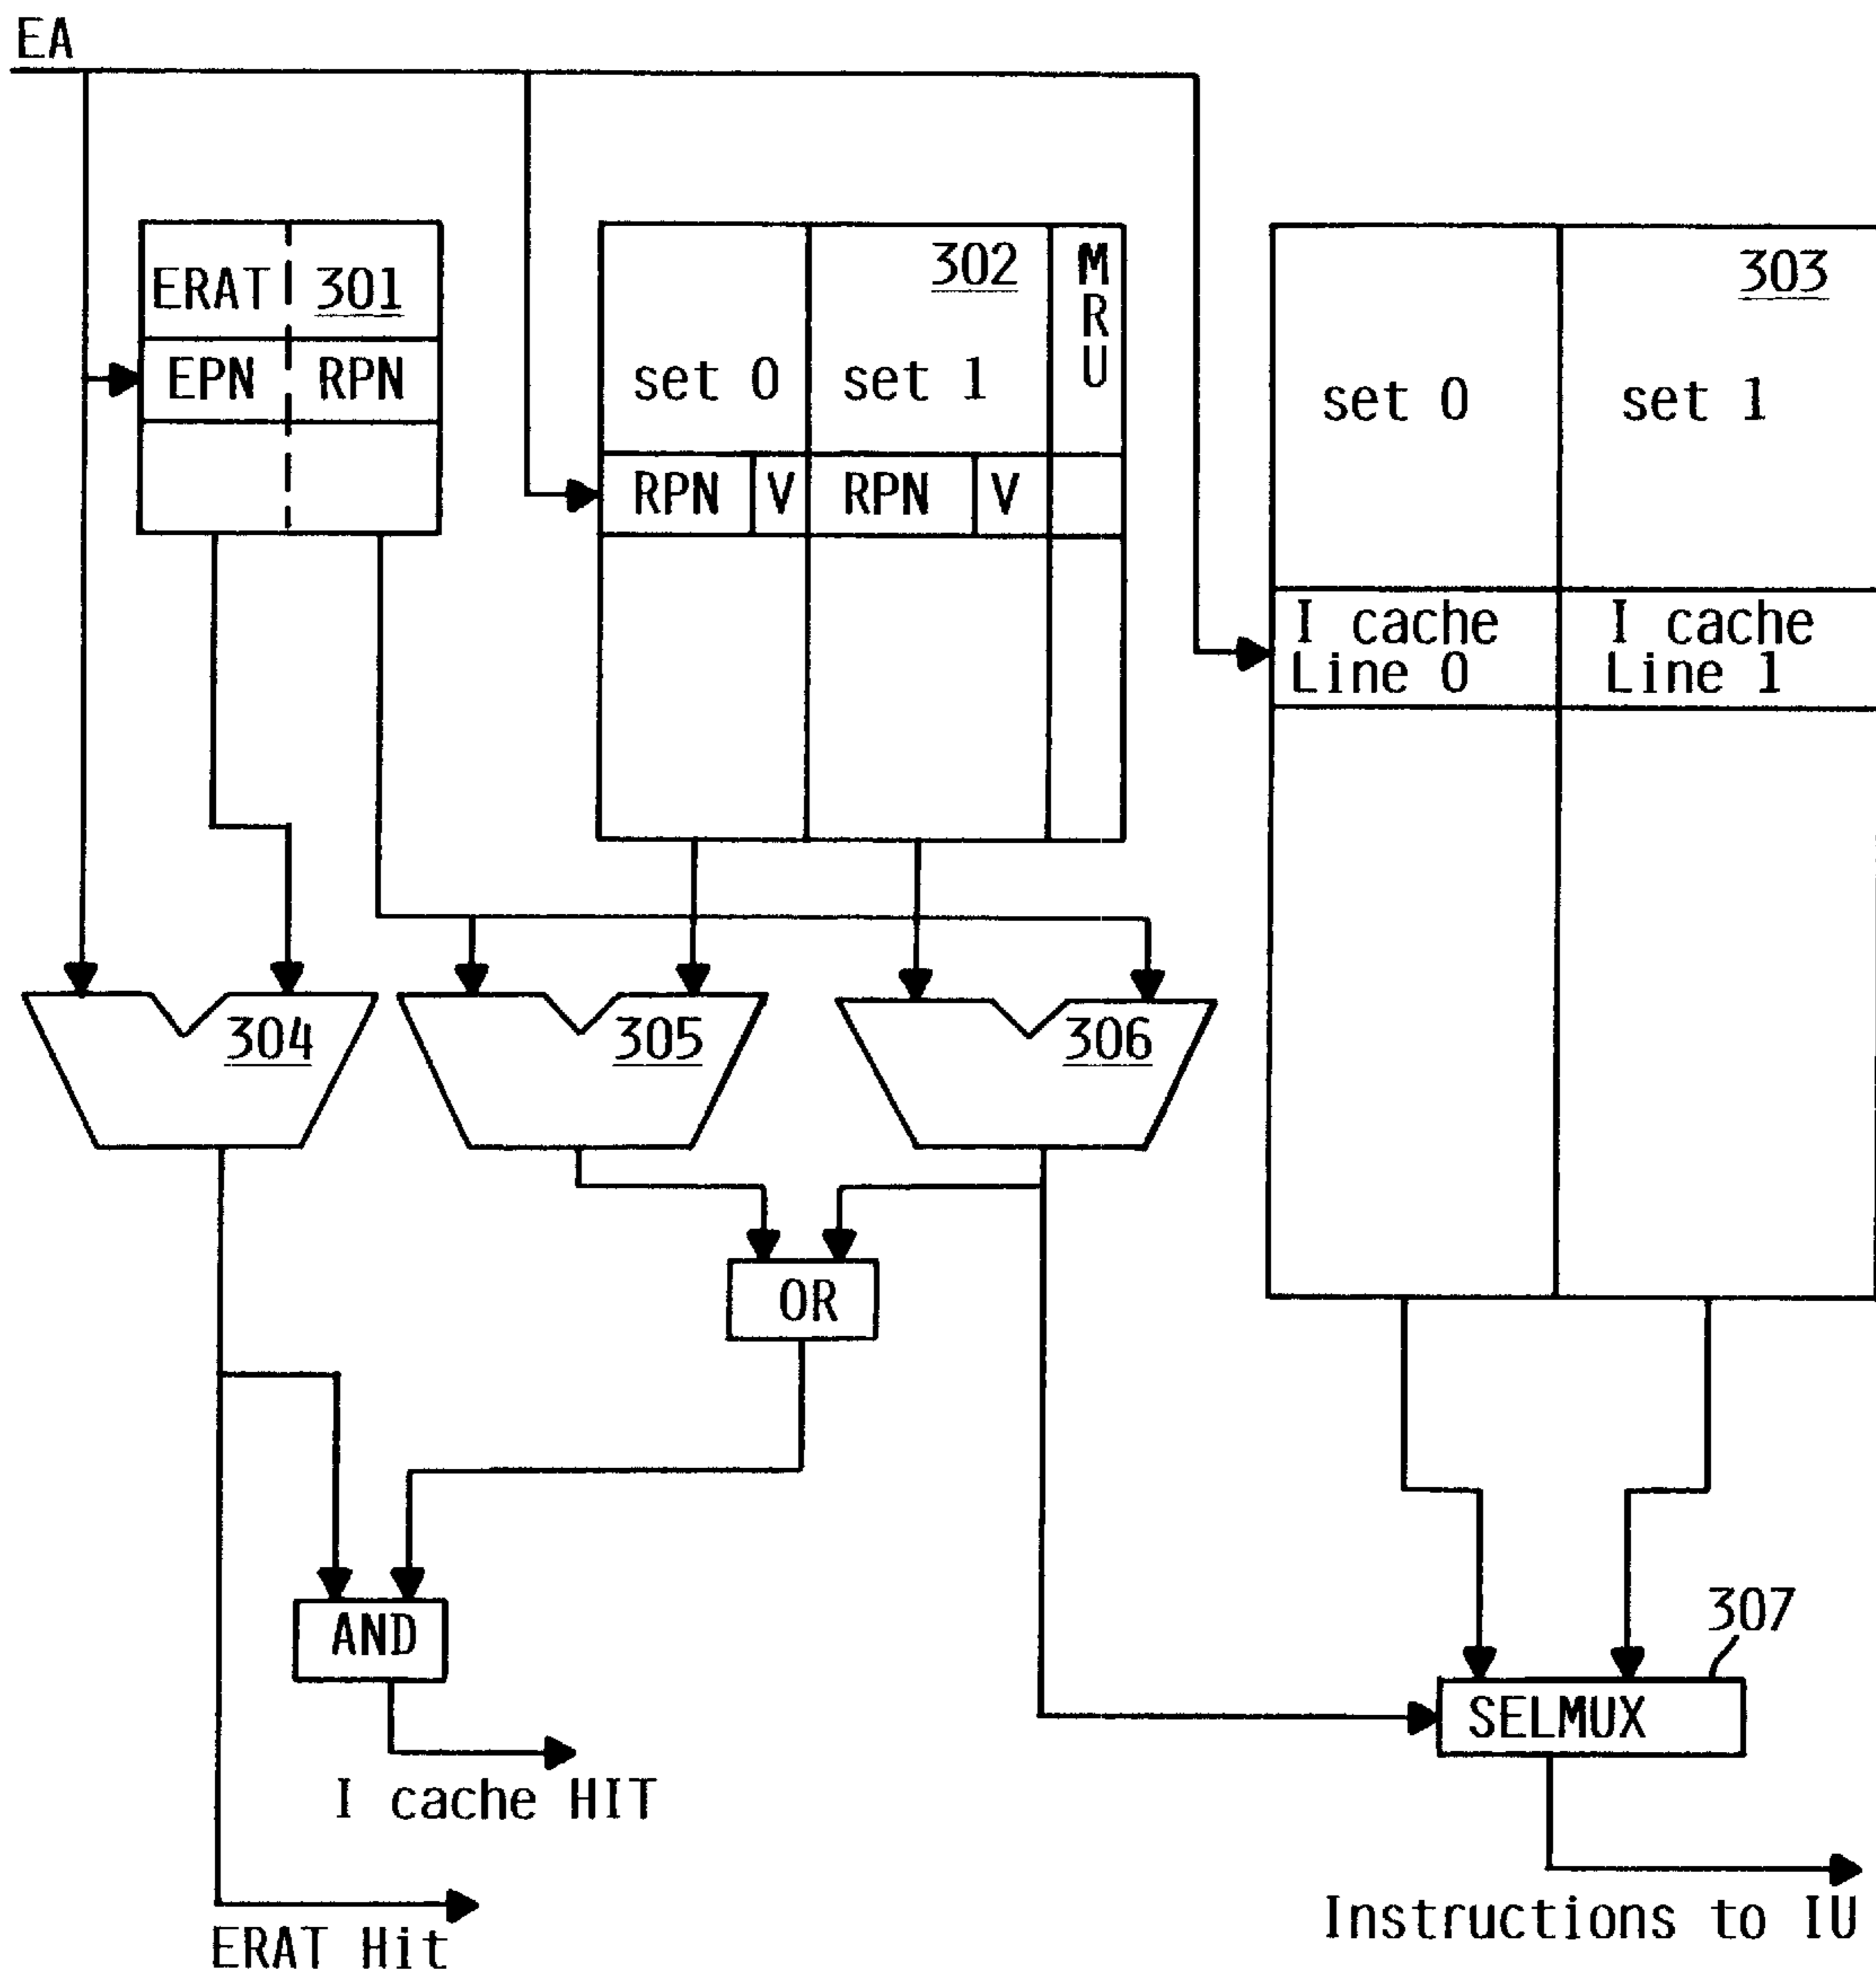 EA
ERAT 301
EPN RPN
302
MRU
set 0 set 1
RPN V RPN V
303
set 0 set 1
I cache
Line 0
I cache
Line 1
304
305
306
OR
AND
I cache HIT
ERAT Hit
307
SELMUX
Instructions to IU